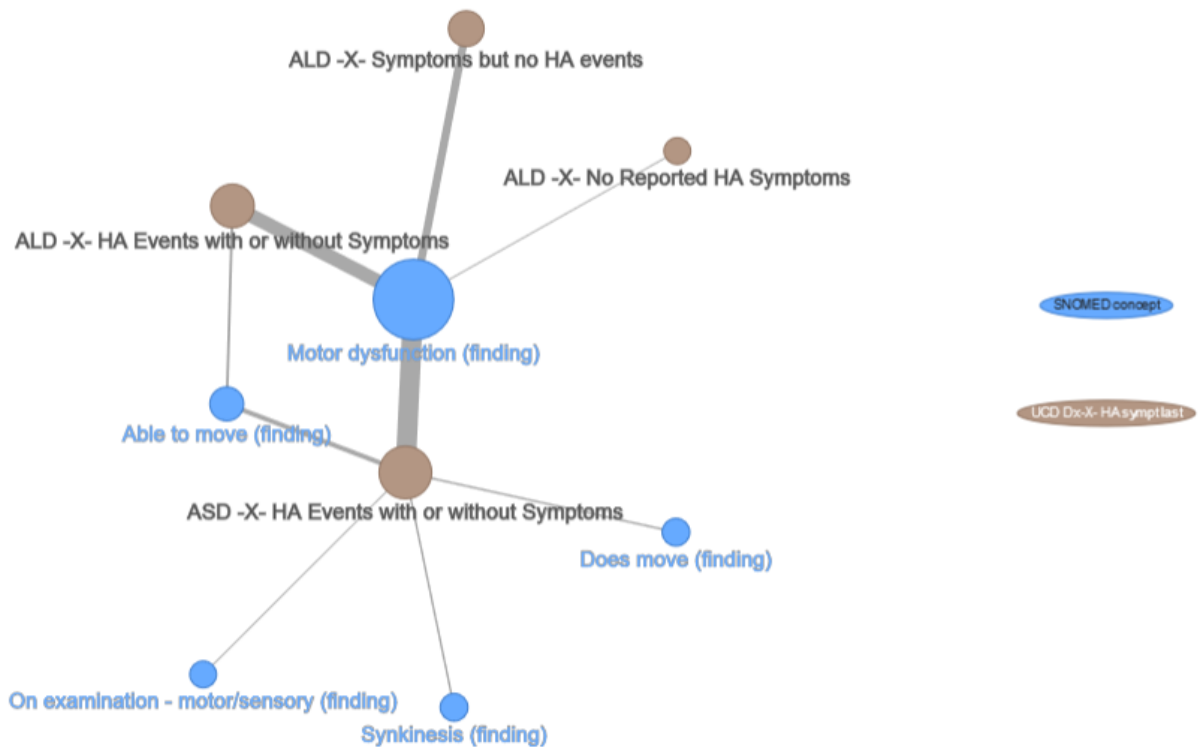 ALD -X- Symptoms but no HA events
ALD -X- No Reported HA Symptoms
ALD -X- HA Events with or without Symptoms
SNOMED concept
Motor dysfunction (finding)
UCD Dx-X- HA sympt last
Able to move (finding)
ASD -X- HA Events with or without Symptoms
Does move (finding)
On examination - motor/sensory (finding)
Synkinesis (finding)